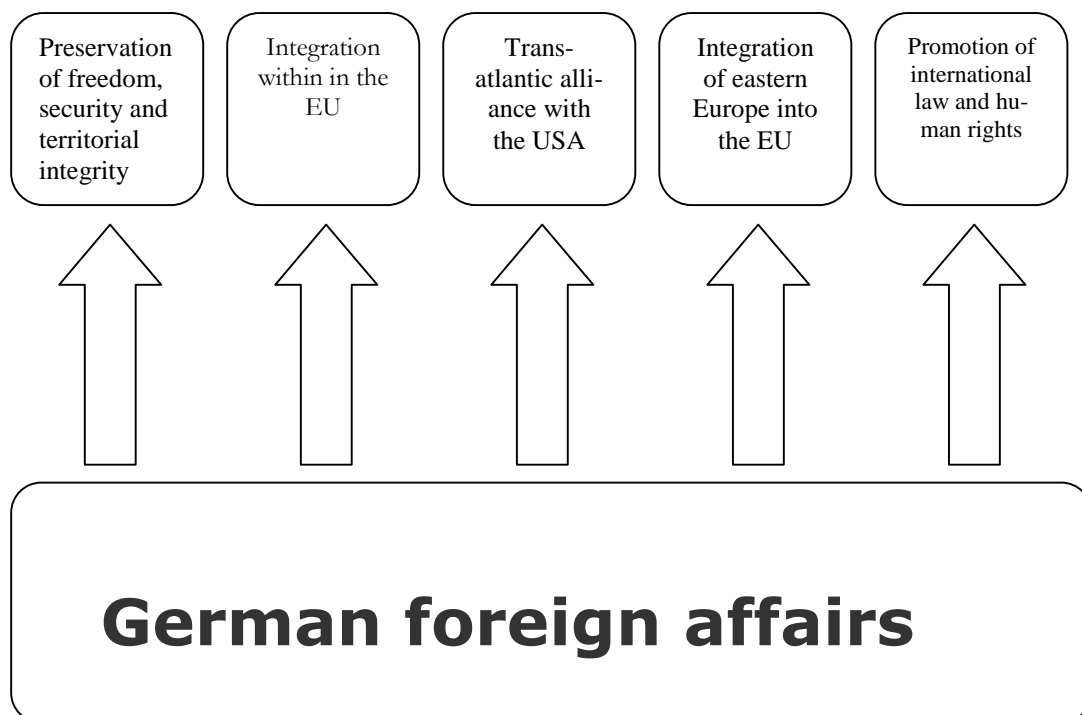 Preservation
of freedom,
security and
territorial
integrity
Integration
within in the
EU
Trans-
atlantic alli-
ance with
the USA
Integration
of eastern
Europe into
the EU
Promotion of
international
law and hu-
man rights
German foreign affairs